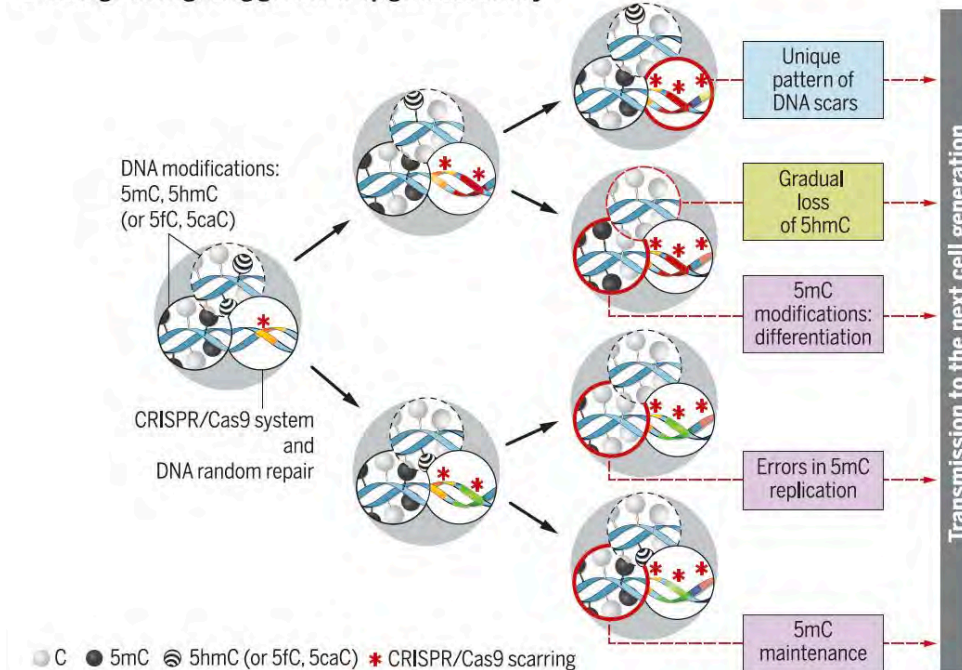 DNA modifications:
5mC, 5hmC
(or 5fC, 5caC)
CRISPR/Cas9 system
and
DNA random repair
Unique
pattern of
DNA scars
Gradual
loss
of 5hmC
5mC
modifications:
differentiation
Errors in 5mC
replication
5mC
maintenance
Transmission to the next cell generation
C 5mC 5hmC (or 5fC, 5caC) * CRISPR/Cas9 scarring